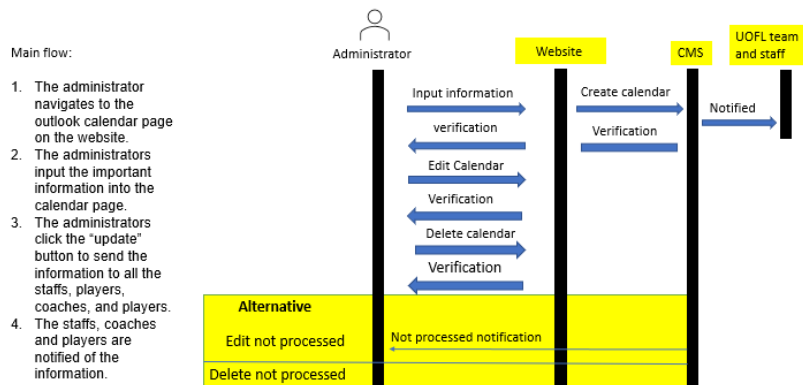 Main flow:
1. The administrator
navigates to the
outlook calendar page
on the website.
2. The administrators
input the important
information into the
calendar page.
3. The administrators
click the “update”
button to send the
information to all the
staffs, players,
coaches, and players.
4. The staffs, coaches
and players are
notified of the
information.
Administrator
Website
CMS
UOFL team
and staff
Input information
Create calendar
Notified
verification
Verification
Edit Calendar
Verification
Delete calendar
Verification
Alternative
Edit not processed
Not processed notification
Delete not processed